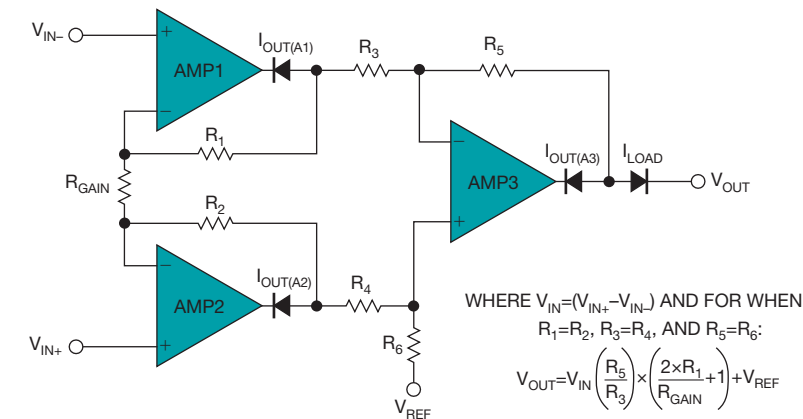 V_IN–
AMP1
I_OUT(A1)
R_3
R_5
R_1
R_GAIN
R_2
AMP2
I_OUT(A2)
R_4
V_IN+
R_6
V_REF
AMP3
I_OUT(A3)
I_LOAD
V_OUT
+
–
–
+
–
+
WHERE V_IN=(V_IN+–V_IN–) AND FOR WHEN
R_1=R_2, R_3=R_4, AND R_5=R_6:
V_OUT=V_IN(R_5/R_3)×(2×R_1/R_GAIN+1)+V_REF